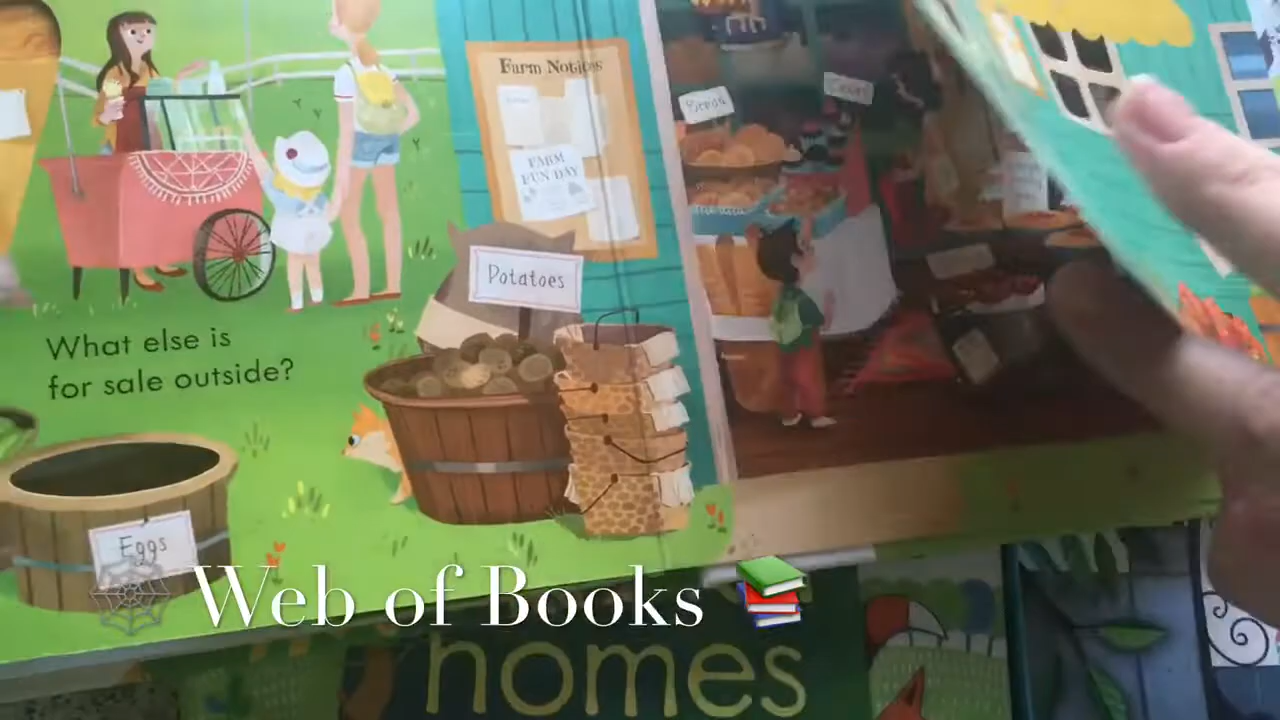 Farm Notices
FARM
FUN DAY
Potatoes
What else is
for sale outside?
Eggs
🕸 Web of Books 📚
homes